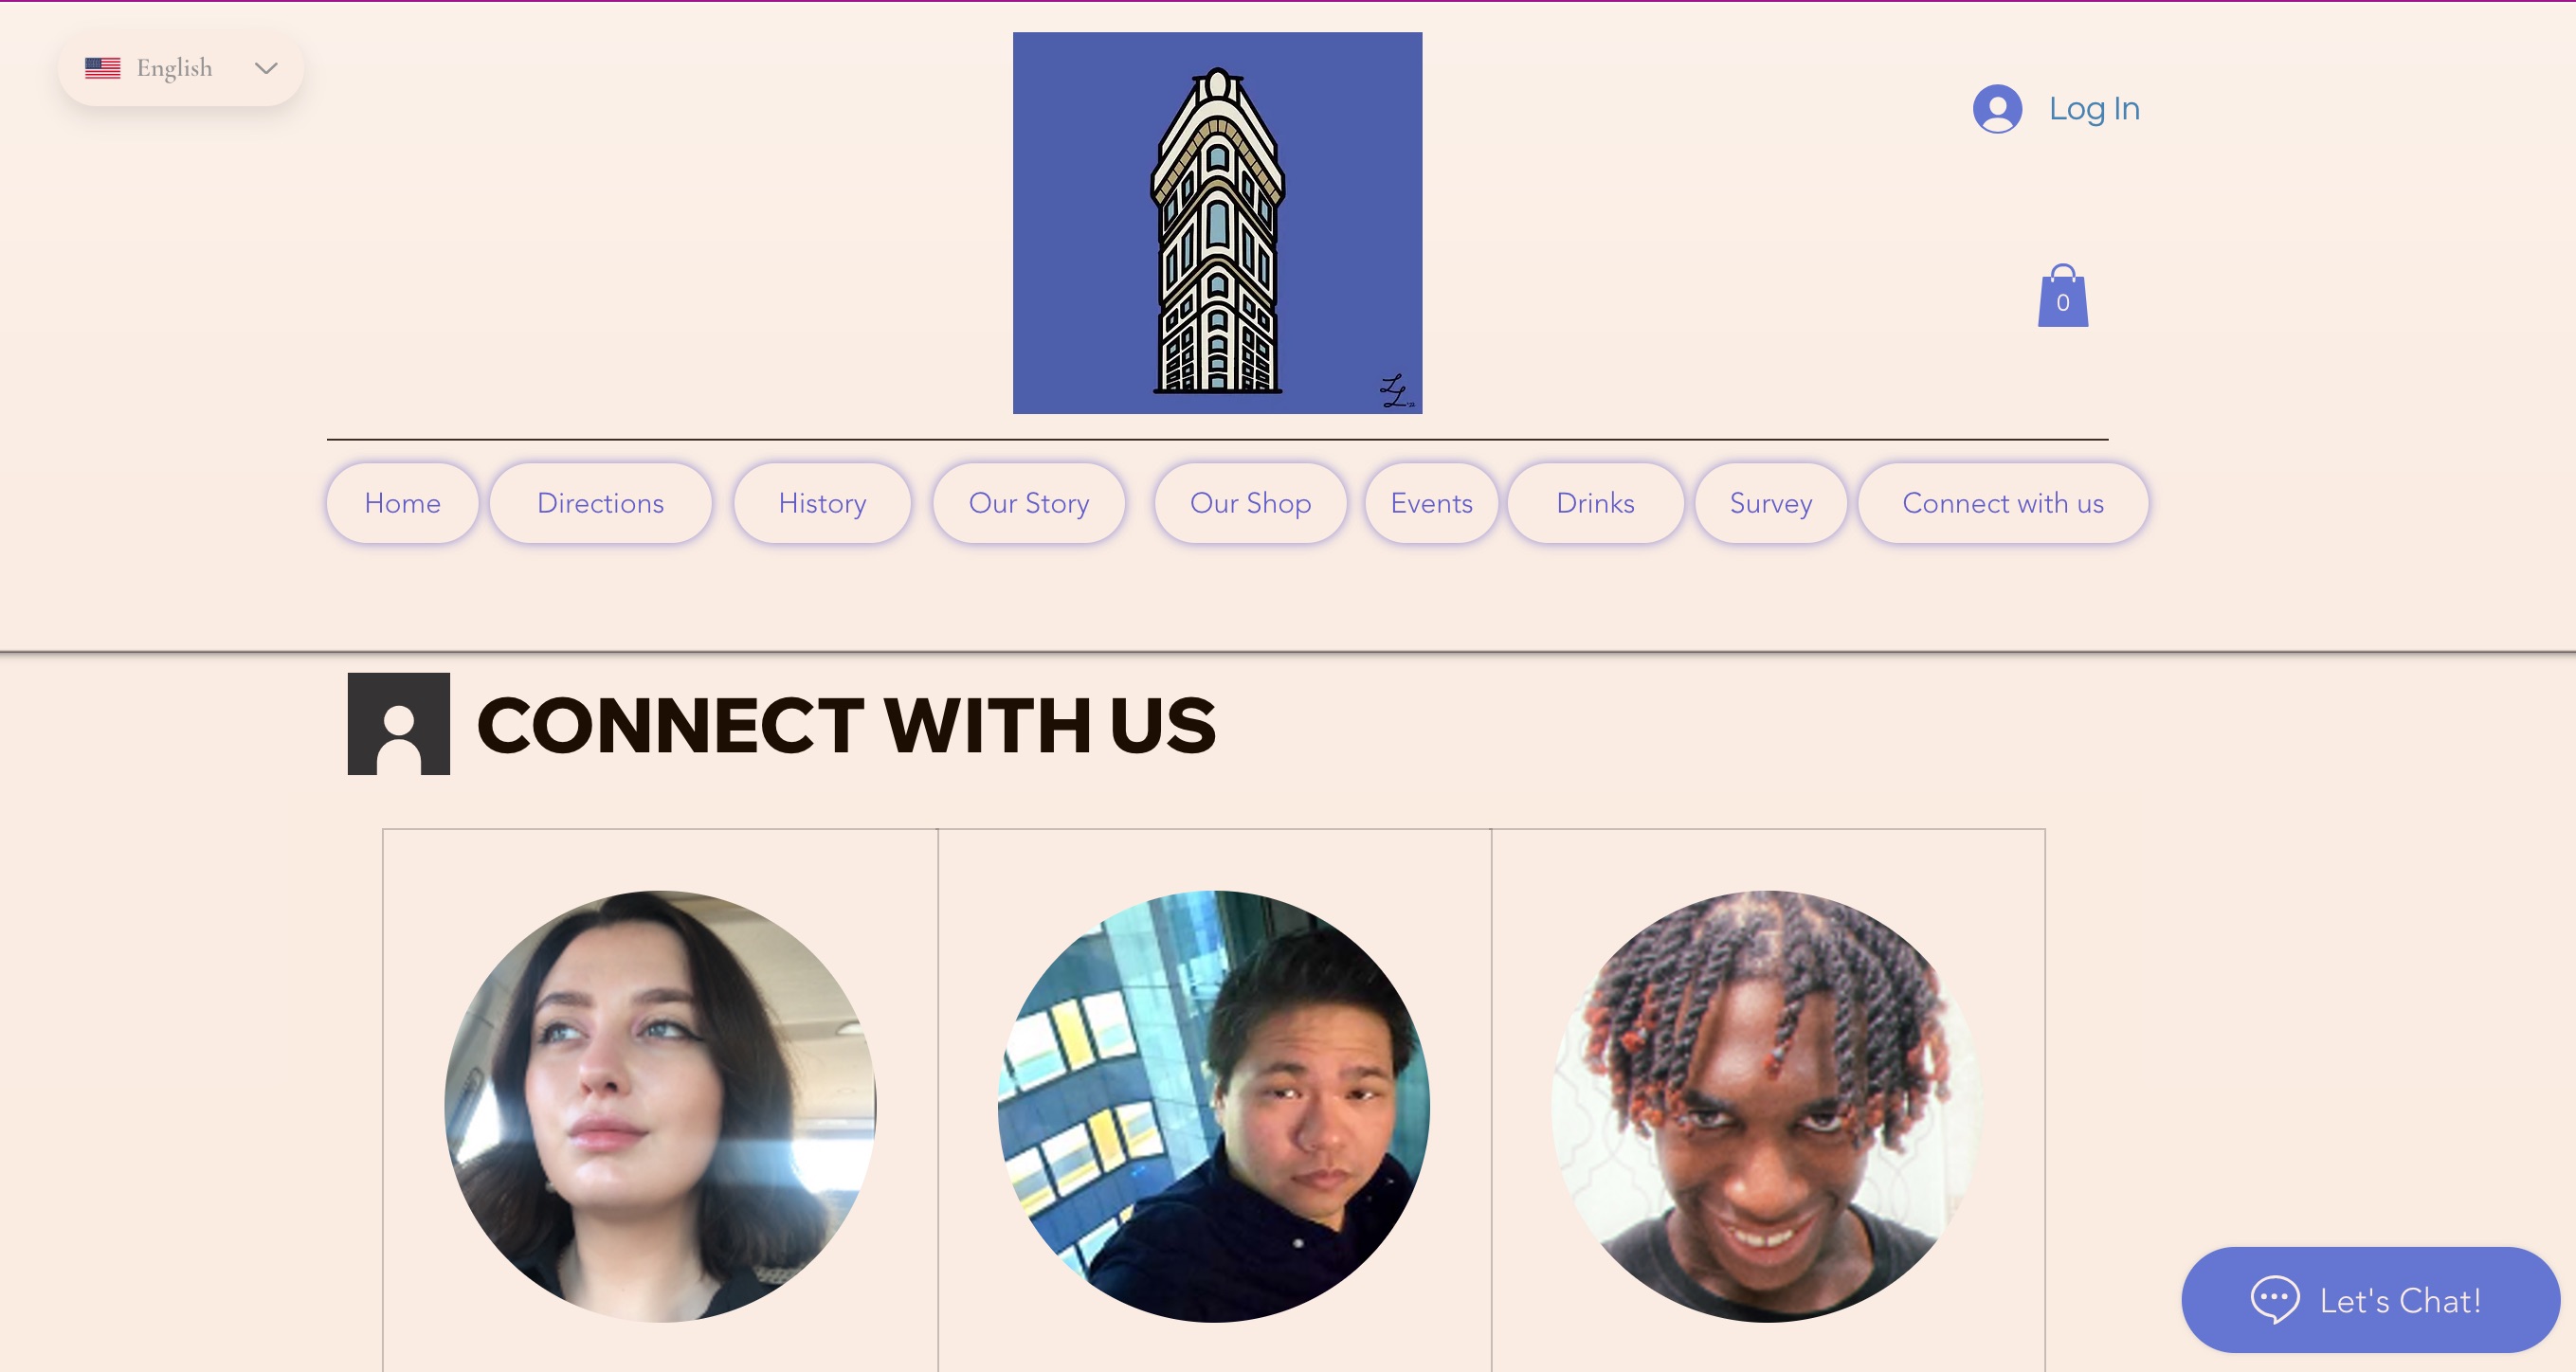 English
Log In
0
Home Directions History Our Story Our Shop Events Drinks Survey Connect with us
CONNECT WITH US
Let's Chat!